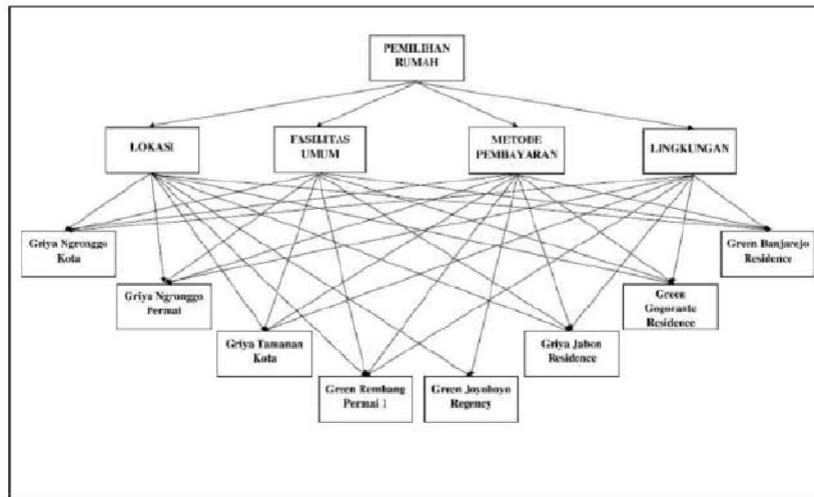 PEMILIHAN
RUMAH
LOKASI
FASILITAS
UMUM
METODE
PEMBAYARAN
LINGKUNGAN
Griya Ngronggo
Kota
Green Banjarejo
Residence
Griya Ngronggo
Permai
Green
Gogorante
Residence
Griya Tamanan
Kota
Griya Jabon
Residence
Green Rembang
Permai 1
Green Joyoboyo
Regency